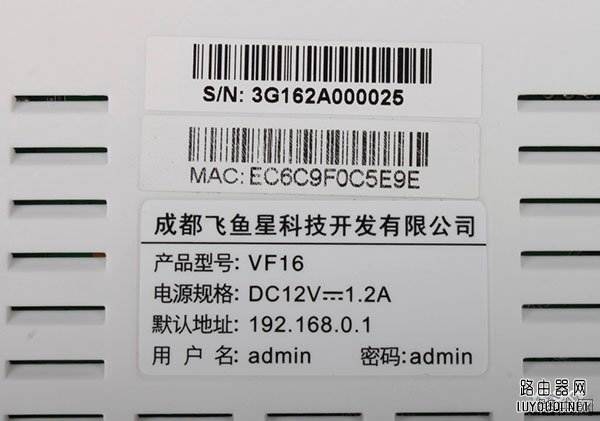 S/N: 3G162A000025
MAC: EC6C9F0C5E9E
成都飞鱼星科技开发有限公司
产品型号: VF16
电源规格: DC12V⎓1.2A
默认地址: 192.168.0.1
用 户 名: admin 密码: admin
路由器网
LUYOUQI.NET